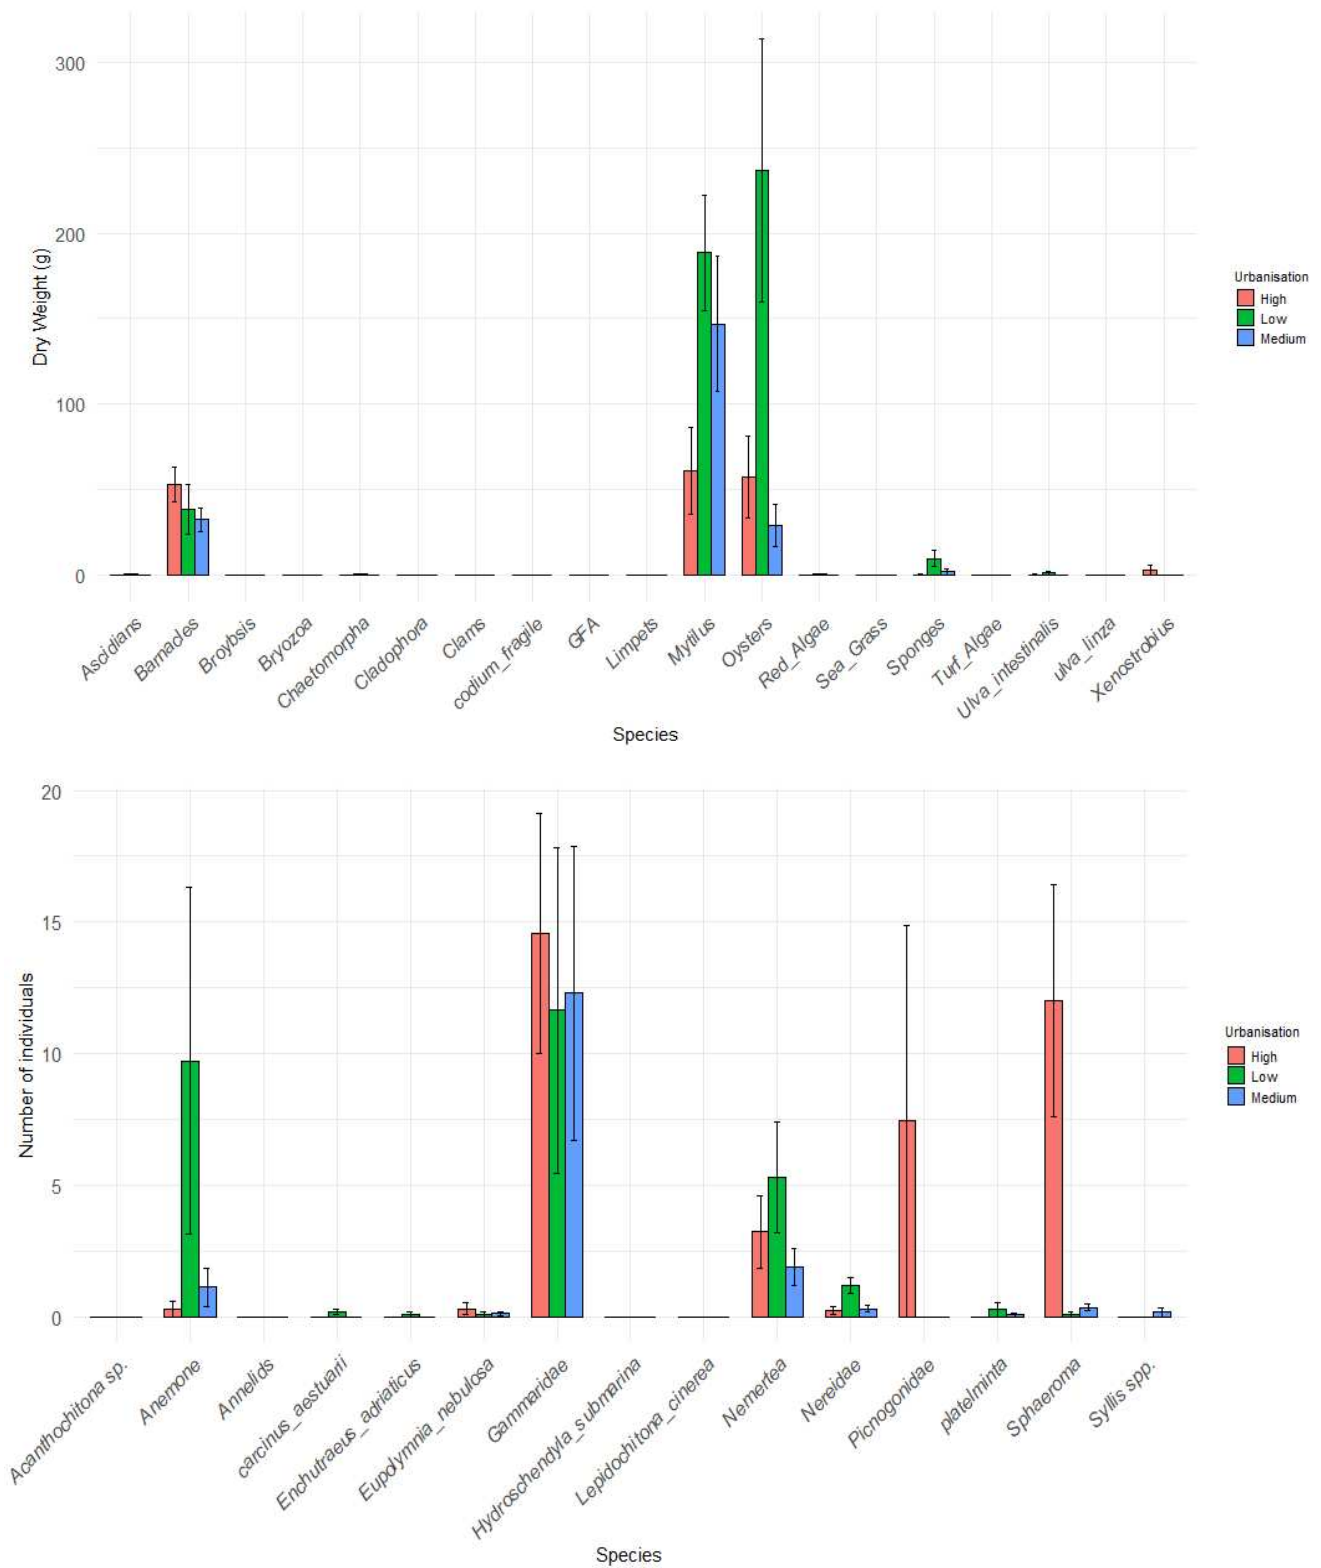 300
200
100
0
Dry Weight (g)
Ascidians
Barnacles
Broybsis
Bryozoa
Chaetomorpha
Cladophora
Clams
codium_fragile
GFA
Limpets
Mytilus
Oysters
Red_Algae
Sea_Grass
Sponges
Turf_Algae
Ulva_intestinalis
ulva_linza
Xenostrobius
Species
Urbanisation
High
Low
Medium
20
15
10
5
0
Number of individuals
Acanthochitona sp.
Anemone
Annelids
carcinus_aestuarii
Enchutraeus_adriaticus
Eupolymnia_nebulosa
Gammaridae
Hydroschendyla_submarina
Lepidochitona_cinerea
Nemertea
Nereidae
Picnogonidae
platelminta
Sphaeroma
Syllis spp.
Species
Urbanisation
High
Low
Medium